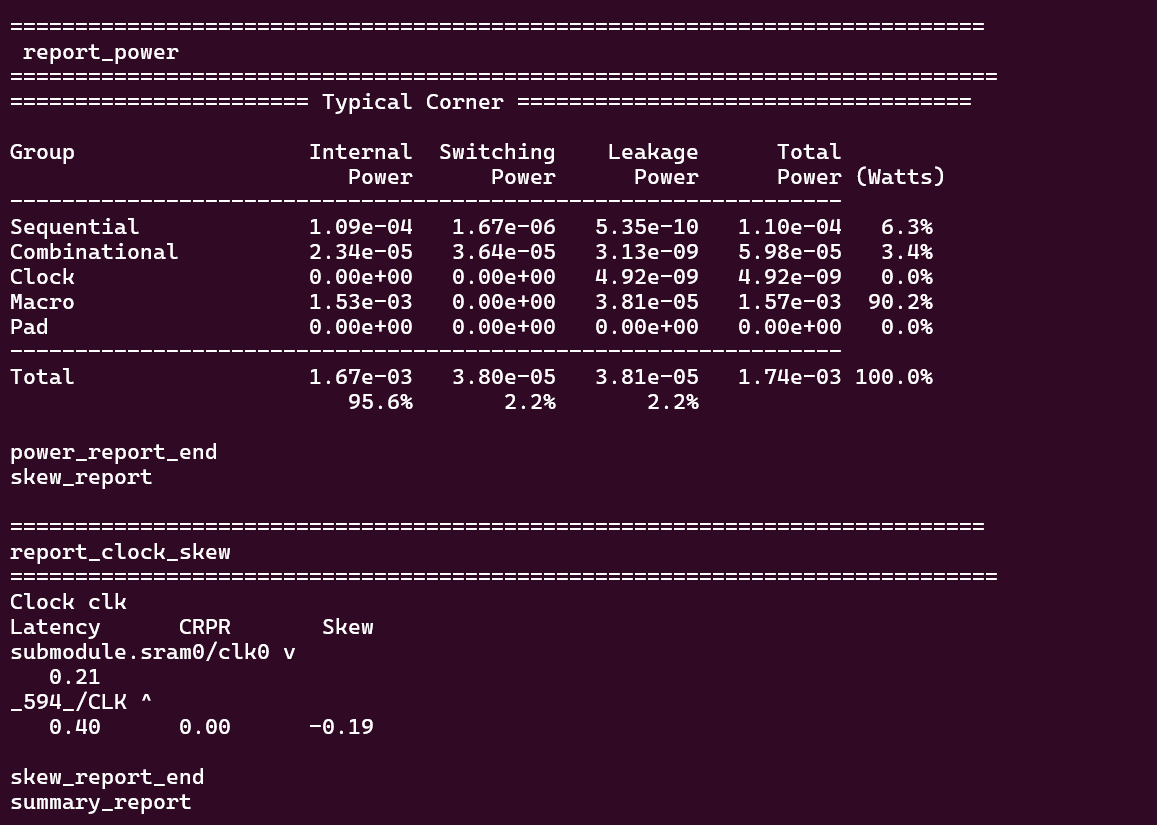 ===========================================================================
 report_power
============================================================================
======================= Typical Corner ===================================

Group                  Internal  Switching    Leakage      Total
                          Power      Power      Power      Power (Watts)
----------------------------------------------------------------
Sequential             1.09e-04   1.67e-06   5.35e-10   1.10e-04   6.3%
Combinational          2.34e-05   3.64e-05   3.13e-09   5.98e-05   3.4%
Clock                  0.00e+00   0.00e+00   4.92e-09   4.92e-09   0.0%
Macro                  1.53e-03   0.00e+00   3.81e-05   1.57e-03  90.2%
Pad                    0.00e+00   0.00e+00   0.00e+00   0.00e+00   0.0%
----------------------------------------------------------------
Total                  1.67e-03   3.80e-05   3.81e-05   1.74e-03 100.0%
                          95.6%       2.2%       2.2%

power_report_end
skew_report

===========================================================================
report_clock_skew
============================================================================
Clock clk
Latency      CRPR       Skew
submodule.sram0/clk0 v
   0.21
_594_/CLK ^
   0.40      0.00      -0.19

skew_report_end
summary_report